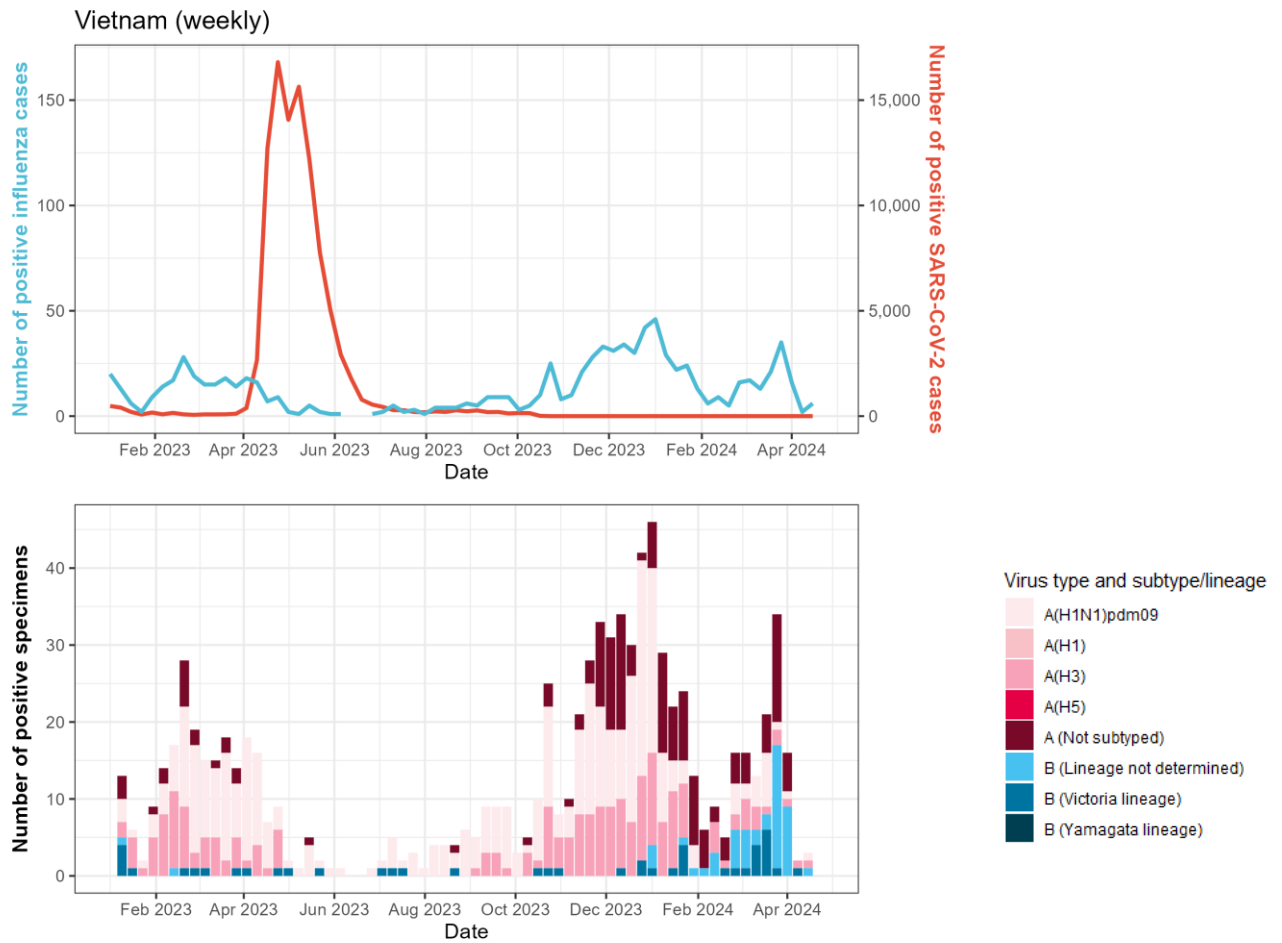 Vietnam (weekly)
Number of positive influenza cases
150
100
50
0
15,000
10,000
5,000
0
Number of positive SARS-CoV-2 cases
Feb 2023 Apr 2023 Jun 2023 Aug 2023 Oct 2023 Dec 2023 Feb 2024 Apr 2024
Date
Number of positive specimens
40
30
20
10
0
Feb 2023 Apr 2023 Jun 2023 Aug 2023 Oct 2023 Dec 2023 Feb 2024 Apr 2024
Date
Virus type and subtype/lineage
A(H1N1)pdm09
A(H1)
A(H3)
A(H5)
A (Not subtyped)
B (Lineage not determined)
B (Victoria lineage)
B (Yamagata lineage)